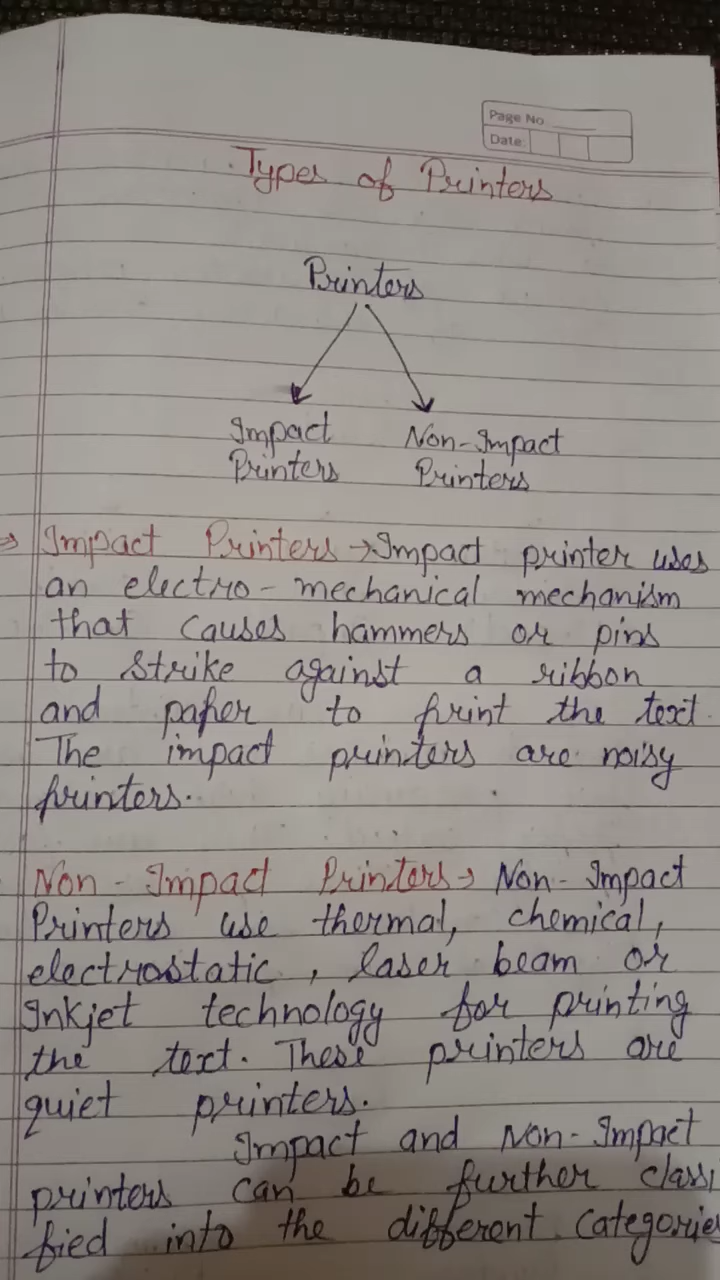 Page No.
Date:
Types of Printers
Printers
Impact Non-Impact
Printers Printers
⇒ Impact Printers → Impact printer uses
an electro-mechanical mechanism
that causes hammers or pins
to strike against a ribbon
and paper to print the text.
The impact printers are noisy
printers.
Non-Impact Printers → Non-Impact
Printers use thermal, chemical,
electrostatic, laser beam or
Inkjet technology for printing
the text. These printers are
quiet printers.
Impact and Non-Impact
printers can be further classi
fied into the different categories